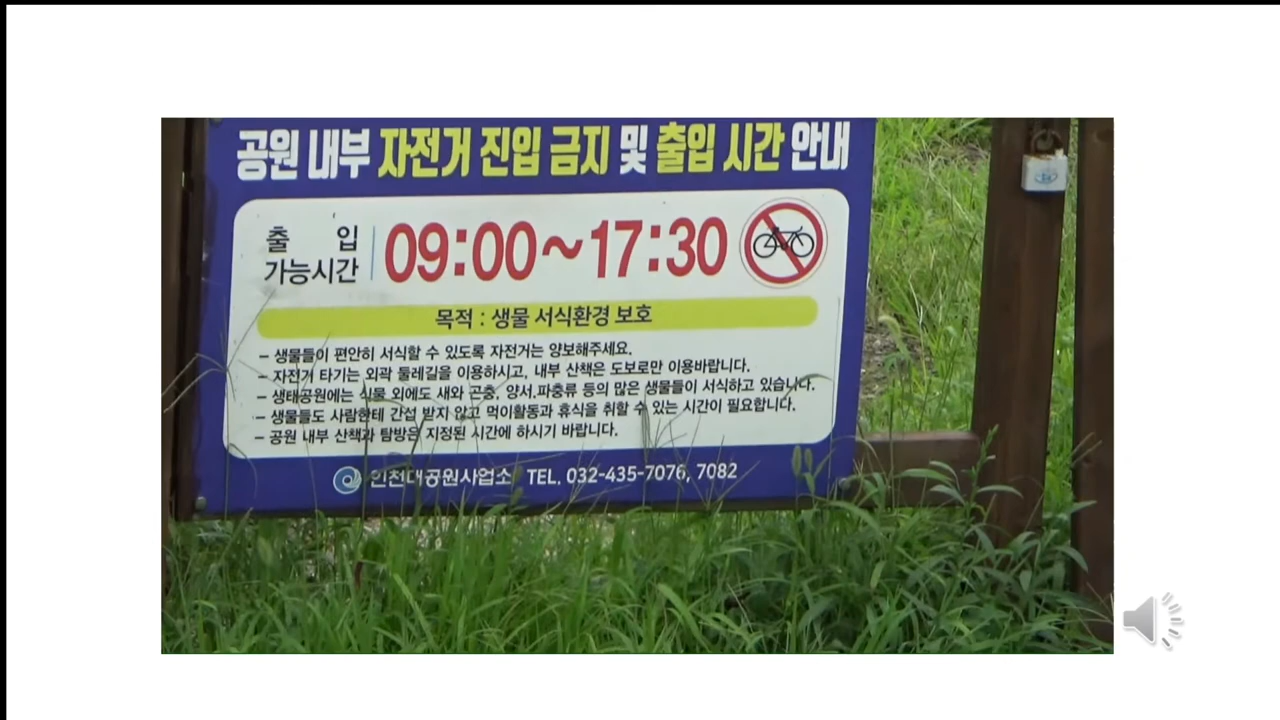 공원 내부 자전거 진입 금지 및 출입 시간 안내
출 입
가능시간
09:00~17:30
목적 : 생물 서식환경 보호
- 생물들이 편안히 서식할 수 있도록 자전거는 양보해주세요.
- 자전거 타기는 외곽 둘레길을 이용하시고, 내부 산책은 도보로만 이용바랍니다.
- 생태공원에는 식물 외에도 새와 곤충, 양서,파충류 등의 많은 생물들이 서식하고 있습니다.
- 생물들도 사람한테 간섭 받지 않고 먹이활동과 휴식을 취할 수 있는 시간이 필요합니다.
- 공원 내부 산책과 탐방은 지정된 시간에 하시기 바랍니다.
인천대공원사업소 TEL. 032-435-7076, 7082